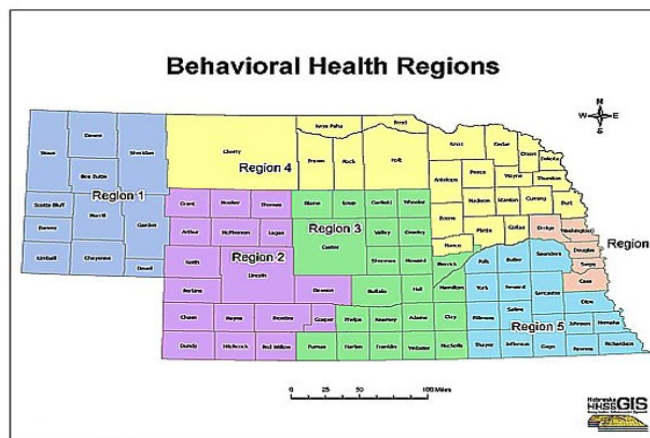 Behavioral Health Regions
N
W E
S
Keya Paha Boyd
Sioux Dawes Sheridan Cherry Brown Rock Holt Knox Cedar Dixon Dakota
Region 4
Box Butte Antelope Pierce Wayne Thurston
Region 1
Scotts Bluff Morrill Garden Grant Hooker Thomas Blaine Loup Garfield Wheeler Madison Stanton Cuming Burt
Banner Arthur McPherson Logan Region 3 Custer Valley Greeley Boone Platte Colfax Dodge Washington
Kimball Cheyenne Deuel Keith Region 2 Lincoln Sherman Howard Nance Merrick Polk Butler Saunders Douglas Sarpy Region
Perkins Dawson Buffalo Hall Hamilton York Seward Lancaster Cass Otoe
Chase Hayes Frontier Gosper Phelps Kearney Adams Clay Fillmore Saline Region 5 Johnson Nemaha
Dundy Hitchcock Red Willow Furnas Harlan Franklin Webster Nuckolls Thayer Jefferson Gage Pawnee Richardson
0 25 50 100 Miles
Nebraska
HHSSGIS